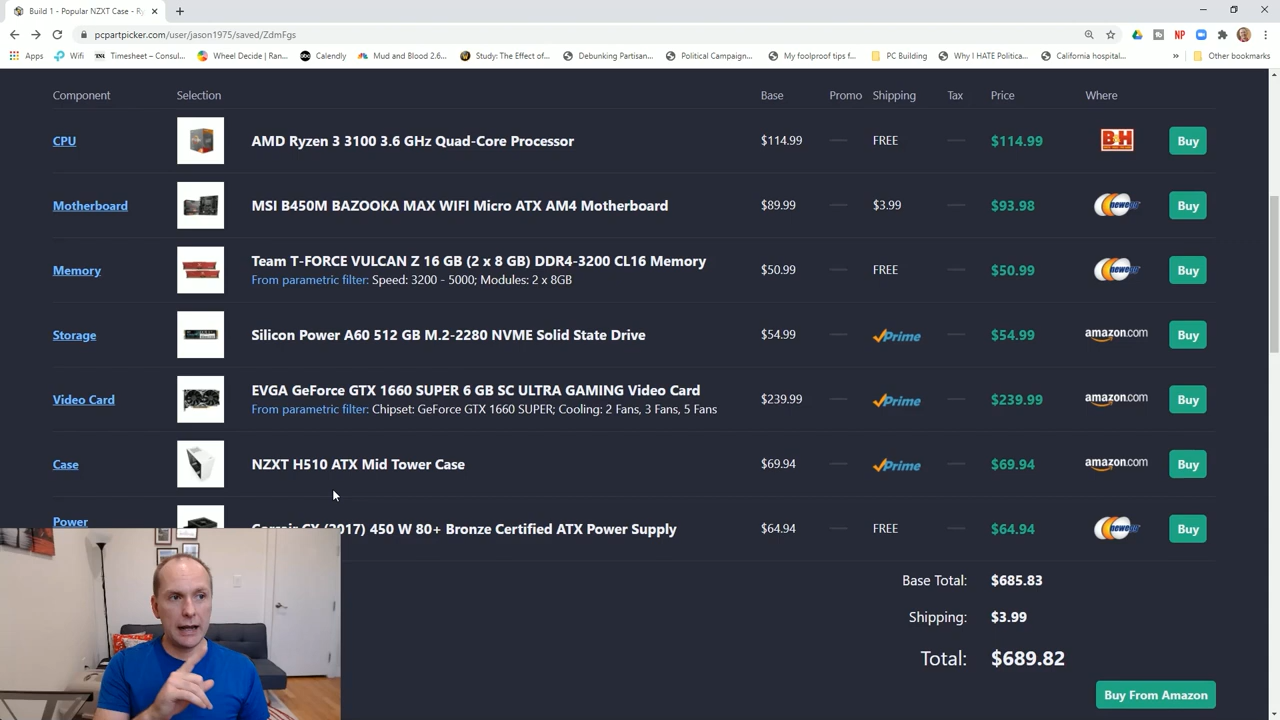 Build 1 - Popular NZXT Case - Ry
pcpartpicker.com/user/jason1975/saved/ZdmFgs
Apps Wifi Timesheet – Consul... Wheel Decide | Ran... Calendly Mud and Blood 2.6... Study: The Effect of... Debunking Partisan... Political Campaign... My foolproof tips f... PC Building Why I HATE Politica... California hospital... » Other bookmarks
Component Selection Base Promo Shipping Tax Price Where
CPU AMD Ryzen 3 3100 3.6 GHz Quad-Core Processor $114.99 — FREE — $114.99 B&H Buy
Motherboard MSI B450M BAZOOKA MAX WIFI Micro ATX AM4 Motherboard $89.99 — $3.99 — $93.98 newegg Buy
Memory Team T-FORCE VULCAN Z 16 GB (2 x 8 GB) DDR4-3200 CL16 Memory $50.99 — FREE — $50.99 newegg Buy
From parametric filter: Speed: 3200 - 5000; Modules: 2 x 8GB
Storage Silicon Power A60 512 GB M.2-2280 NVME Solid State Drive $54.99 — Prime — $54.99 amazon.com Buy
Video Card EVGA GeForce GTX 1660 SUPER 6 GB SC ULTRA GAMING Video Card $239.99 — Prime — $239.99 amazon.com Buy
From parametric filter: Chipset: GeForce GTX 1660 SUPER; Cooling: 2 Fans, 3 Fans, 5 Fans
Case NZXT H510 ATX Mid Tower Case $69.94 — Prime — $69.94 amazon.com Buy
Power (2017) 450 W 80+ Bronze Certified ATX Power Supply $64.94 — FREE — $64.94 newegg Buy
Base Total: $685.83
Shipping: $3.99
Total: $689.82
Buy From Amazon